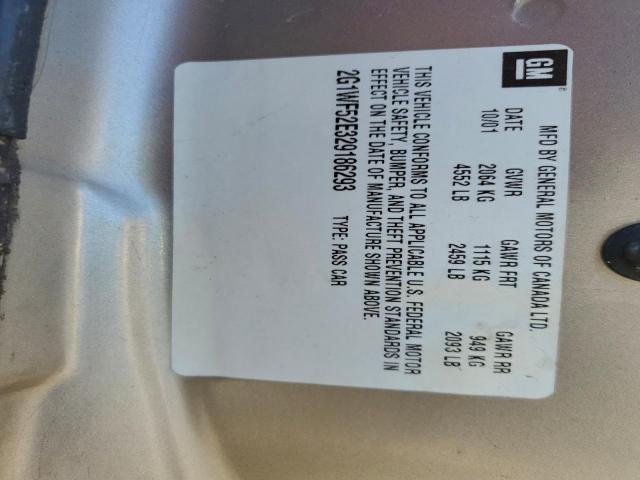 GM
MFD BY GENERAL MOTORS OF CANADA LTD.
DATE GVWR GAWR FRT GAWR RR
10/01 2064 KG 1115 KG 949 KG
4552 LB 2459 LB 2093 LB
THIS VEHICLE CONFORMS TO ALL APPLICABLE U.S. FEDERAL MOTOR
VEHICLE SAFETY, BUMPER, AND THEFT PREVENTION STANDARDS IN
EFFECT ON THE DATE OF MANUFACTURE SHOWN ABOVE.
2G1WF52E329186293 TYPE: PASS CAR